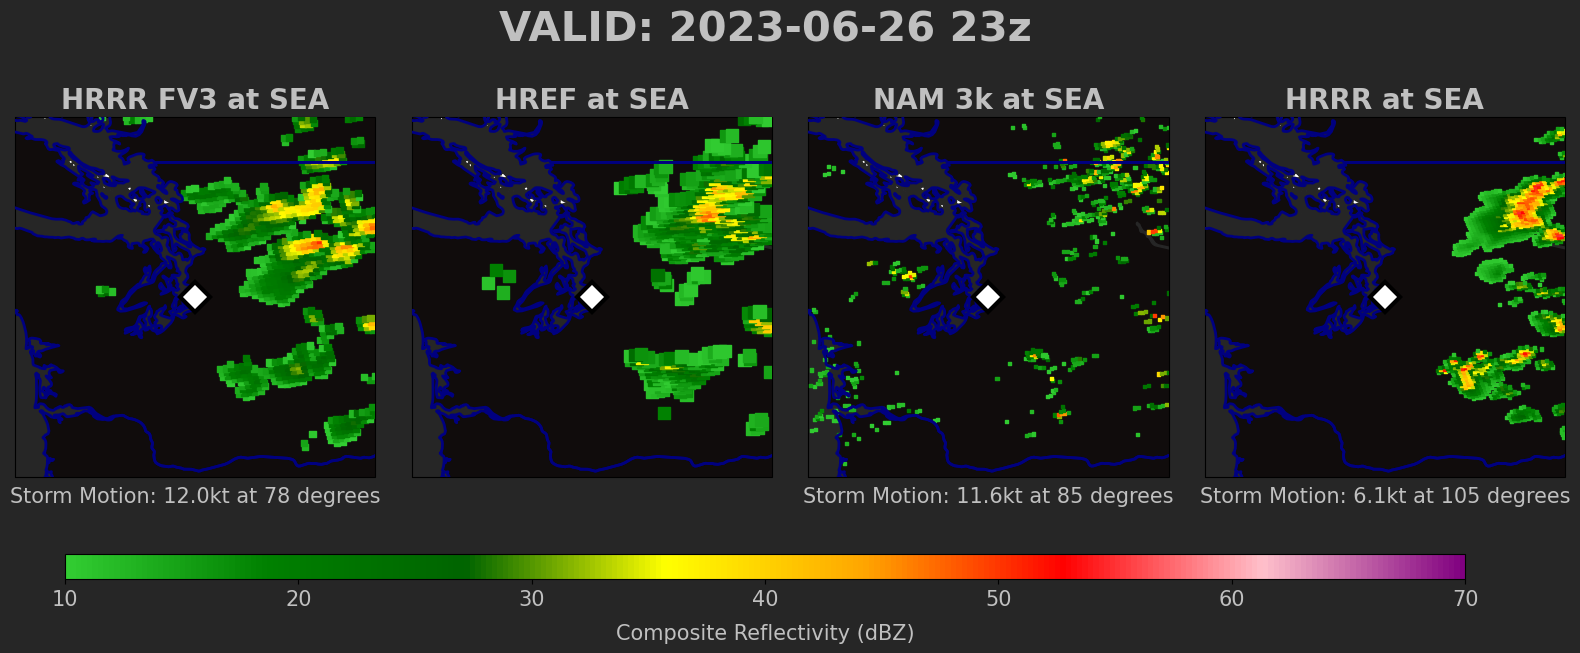 VALID: 2023-06-26 23z
HRRR FV3 at SEA
HREF at SEA
NAM 3k at SEA
HRRR at SEA
Storm Motion: 12.0kt at 78 degrees
Storm Motion: 11.6kt at 85 degrees
Storm Motion: 6.1kt at 105 degrees
10 20 30 40 50 60 70
Composite Reflectivity (dBZ)